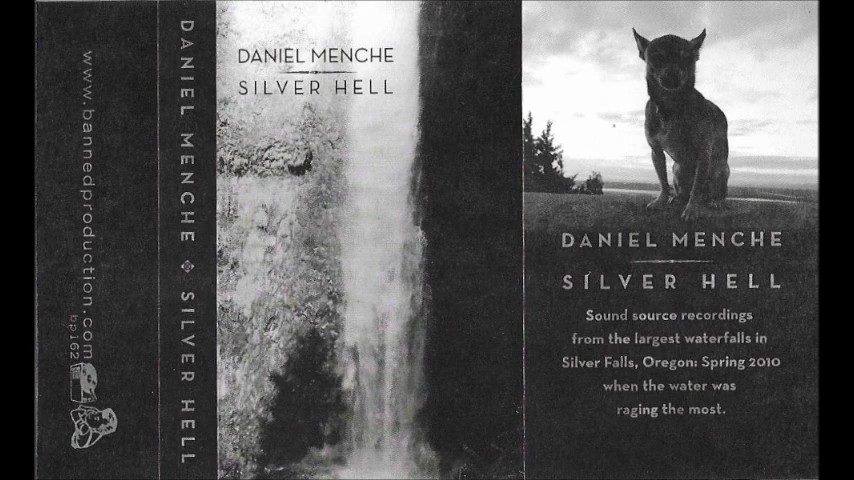 www.bannedproduction.com
bp162
DANIEL MENCHE ❖ SILVER HELL
DANIEL MENCHE
SILVER HELL
DANIEL MENCHE
SILVER HELL
Sound source recordings
from the largest waterfalls in
Silver Falls, Oregon: Spring 2010
when the water was
raging the most.